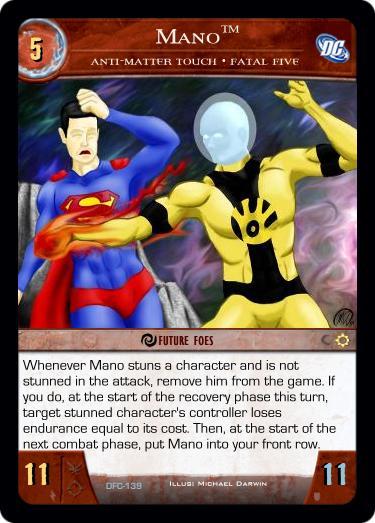 5
MANO™
DC
ANTI-MATTER TOUCH • FATAL FIVE
FUTURE FOES
Whenever Mano stuns a character and is not
stunned in the attack, remove him from the game. If
you do, at the start of the recovery phase this turn,
target stunned character's controller loses
endurance equal to its cost. Then, at the start of the
next combat phase, put Mano into your front row.
11
DFC-139
ILLUS: MICHAEL DARWIN
11